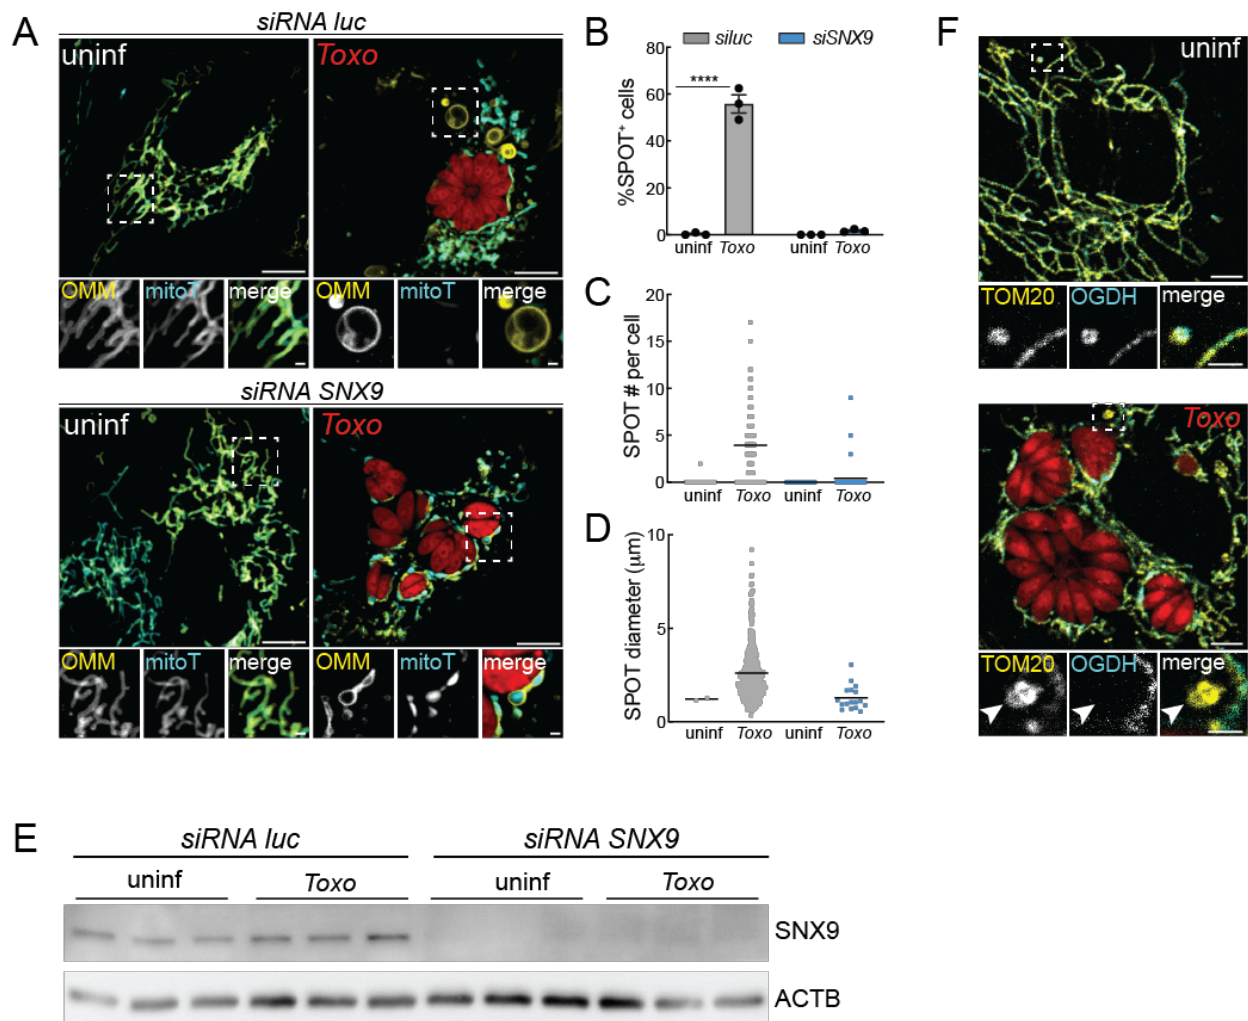 A
siRNA luc
uninf
Toxo
OMM
mitoT
merge
OMM
mitoT
merge
siRNA SNX9
uninf
Toxo
OMM
mitoT
merge
OMM
mitoT
merge
B
siluc
siSNX9
%SPOT⁺ cells
80
60
40
20
0
****
uninf
Toxo
uninf
Toxo
C
SPOT # per cell
20
15
10
5
0
uninf
Toxo
uninf
Toxo
D
SPOT diameter (µm)
10
5
0
uninf
Toxo
uninf
Toxo
F
uninf
TOM20
OGDH
merge
Toxo
TOM20
OGDH
merge
E
siRNA luc
siRNA SNX9
uninf
Toxo
uninf
Toxo
SNX9
ACTB